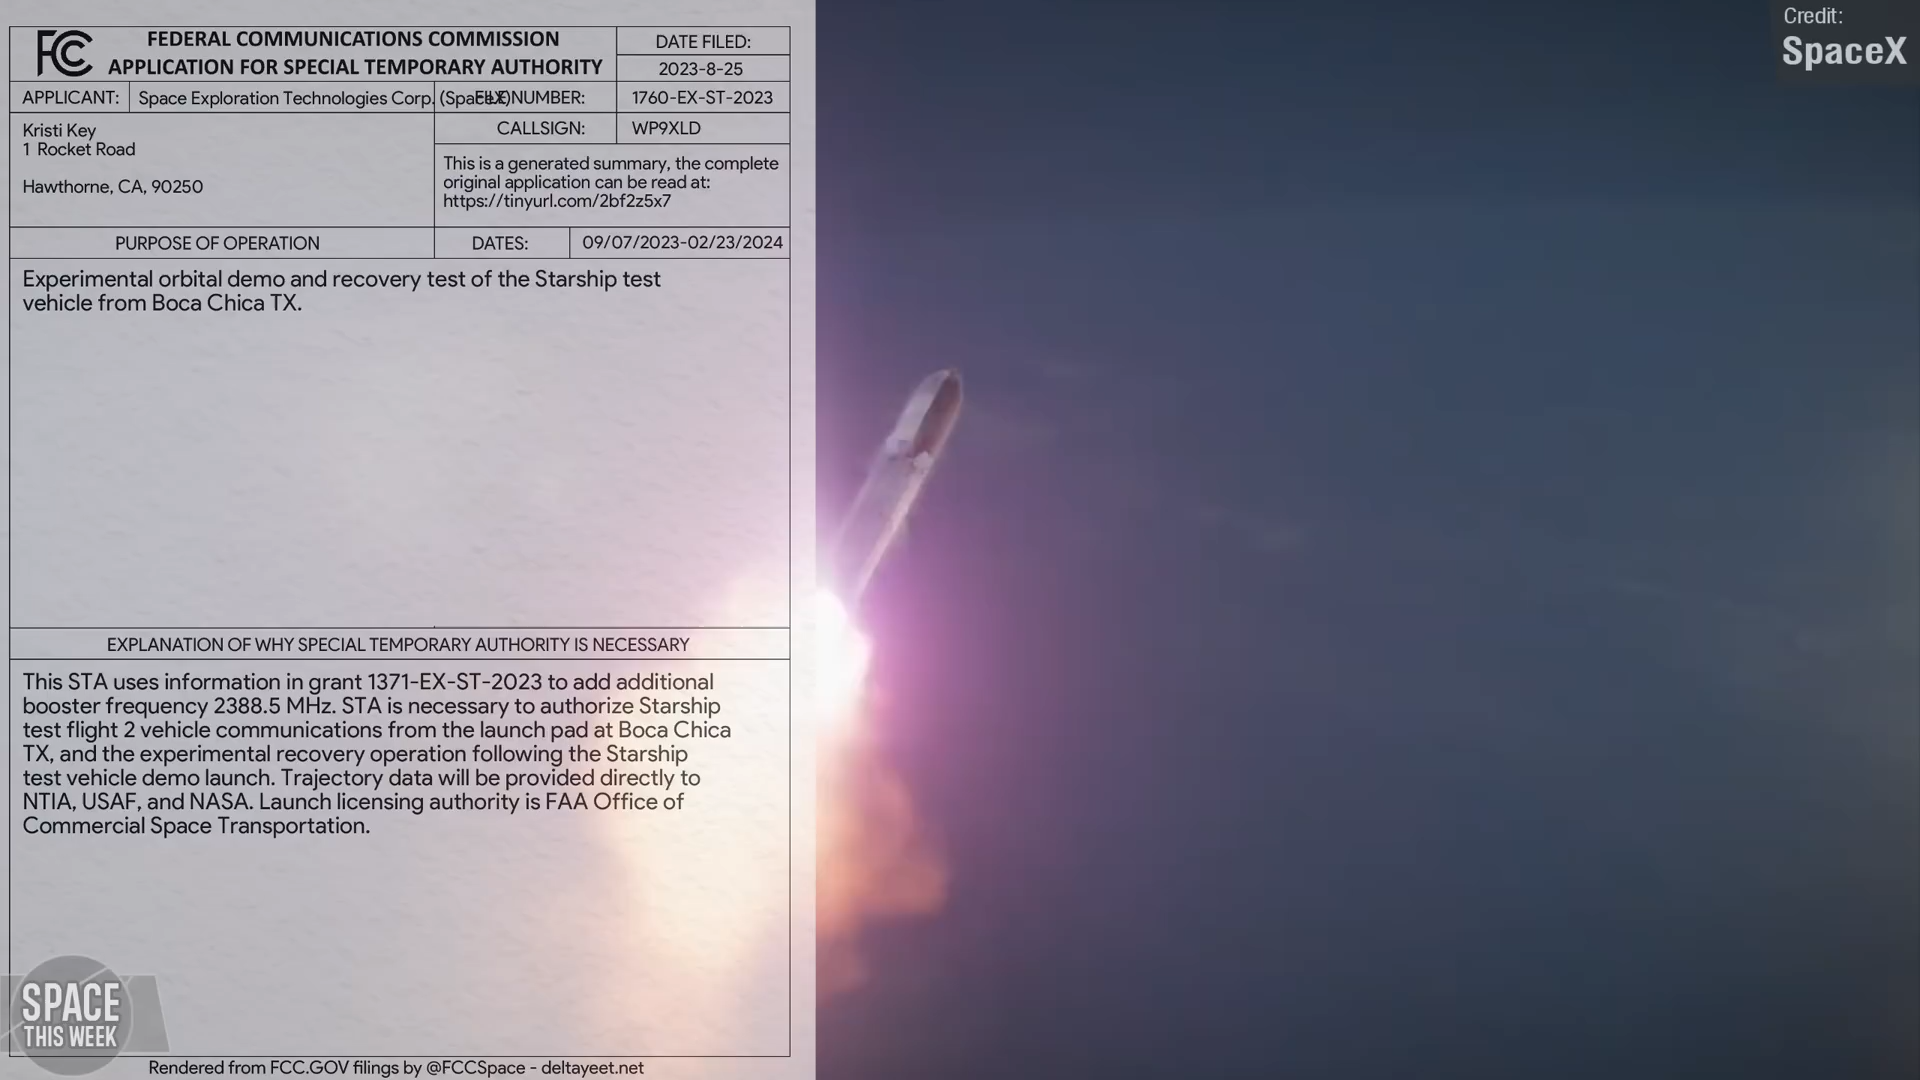 Credit:
SpaceX
FCC
FEDERAL COMMUNICATIONS COMMISSION
APPLICATION FOR SPECIAL TEMPORARY AUTHORITY
DATE FILED:
2023-8-25
APPLICANT: Space Exploration Technologies Corp. (SpaceX) FILE NUMBER: 1760-EX-ST-2023
Kristi Key
1 Rocket Road
Hawthorne, CA, 90250
CALLSIGN: WP9XLD
This is a generated summary, the complete
original application can be read at:
https://tinyurl.com/2bf2z5x7
PURPOSE OF OPERATION DATES: 09/07/2023-02/23/2024
Experimental orbital demo and recovery test of the Starship test
vehicle from Boca Chica TX.
EXPLANATION OF WHY SPECIAL TEMPORARY AUTHORITY IS NECESSARY
This STA uses information in grant 1371-EX-ST-2023 to add additional
booster frequency 2388.5 MHz. STA is necessary to authorize Starship
test flight 2 vehicle communications from the launch pad at Boca Chica
TX, and the experimental recovery operation following the Starship
test vehicle demo launch. Trajectory data will be provided directly to
NTIA, USAF, and NASA. Launch licensing authority is FAA Office of
Commercial Space Transportation.
SPACE
THIS WEEK
Rendered from FCC.GOV filings by @FCCSpace - deltayeet.net